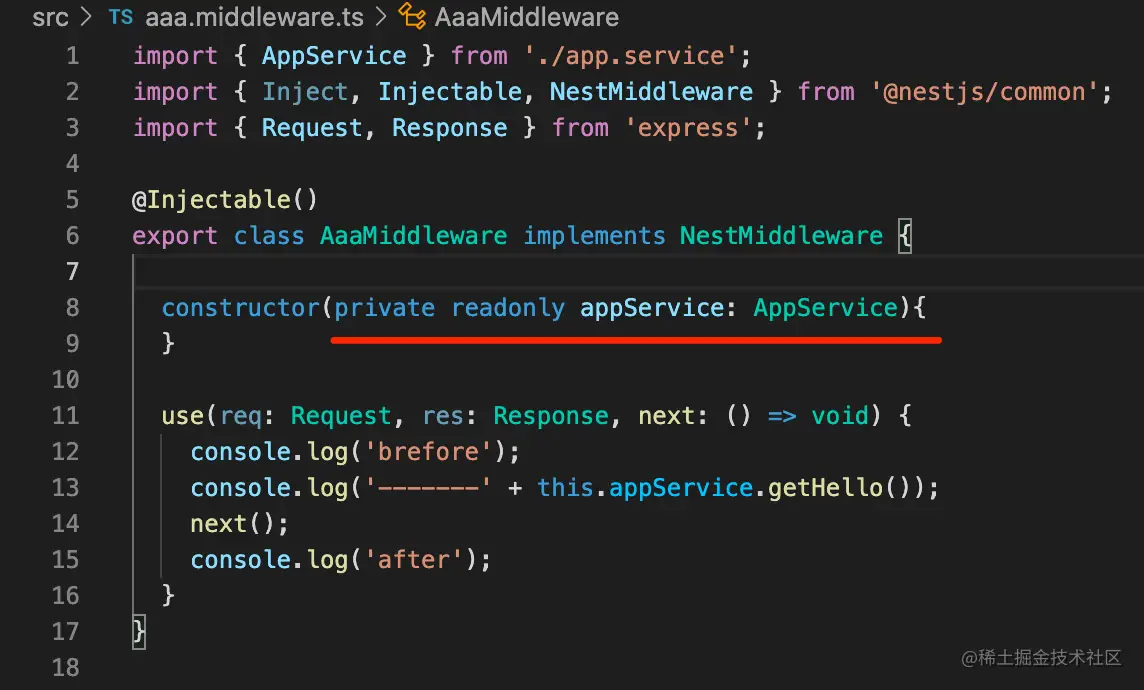 src > TS aaa.middleware.ts > AaaMiddleware
1 import { AppService } from './app.service';
2 import { Inject, Injectable, NestMiddleware } from '@nestjs/common';
3 import { Request, Response } from 'express';
4
5 @Injectable()
6 export class AaaMiddleware implements NestMiddleware {
7
8 constructor(private readonly appService: AppService){
9 }
10
11 use(req: Request, res: Response, next: () => void) {
12 console.log('brefore');
13 console.log('-------' + this.appService.getHello());
14 next();
15 console.log('after');
16 }
17 }
18
@稀土掘金技术社区